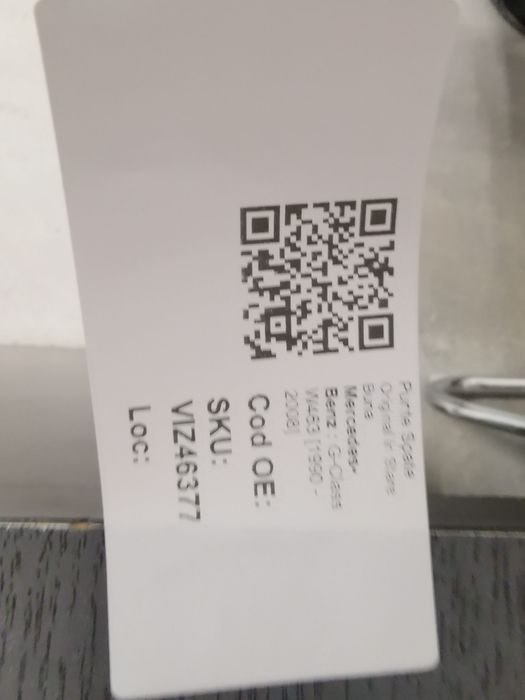 Punte Spate
Original in Stare
Buna
Mercedes-
Benz : G-Class
W463 [1990 -
2008]
Cod OE:
SKU:
VIZ46377
Loc: